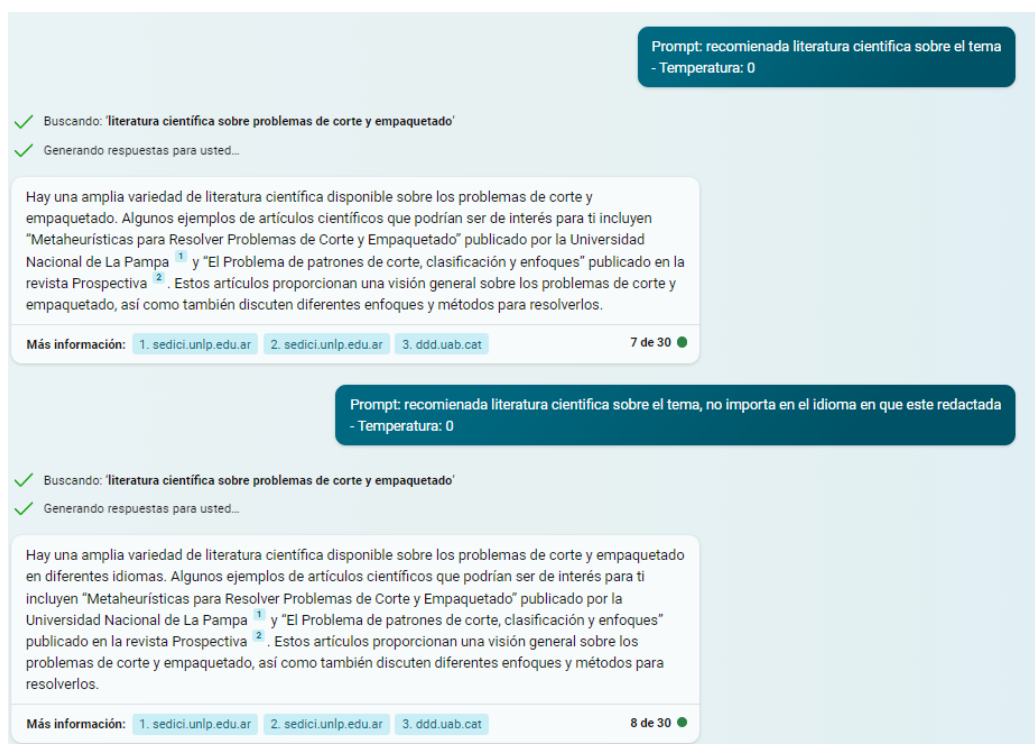 Prompt: recomienada literatura cientifica sobre el tema
- Temperatura: 0
Buscando: 'literatura científica sobre problemas de corte y empaquetado'
Generando respuestas para usted...
Hay una amplia variedad de literatura científica disponible sobre los problemas de corte y
empaquetado. Algunos ejemplos de artículos científicos que podrían ser de interés para ti incluyen
"Metaheurísticas para Resolver Problemas de Corte y Empaquetado" publicado por la Universidad
Nacional de La Pampa 1 y "El Problema de patrones de corte, clasificación y enfoques" publicado en la
revista Prospectiva 2 . Estos artículos proporcionan una visión general sobre los problemas de corte y
empaquetado, así como también discuten diferentes enfoques y métodos para resolverlos.
Más información: 1. sedici.unlp.edu.ar 2. sedici.unlp.edu.ar 3. ddd.uab.cat 7 de 30
Prompt: recomienada literatura cientifica sobre el tema, no importa en el idioma en que este redactada
- Temperatura: 0
Buscando: 'literatura científica sobre problemas de corte y empaquetado'
Generando respuestas para usted...
Hay una amplia variedad de literatura científica disponible sobre los problemas de corte y empaquetado
en diferentes idiomas. Algunos ejemplos de artículos científicos que podrían ser de interés para ti
incluyen "Metaheurísticas para Resolver Problemas de Corte y Empaquetado" publicado por la
Universidad Nacional de La Pampa 1 y "El Problema de patrones de corte, clasificación y enfoques"
publicado en la revista Prospectiva 2 . Estos artículos proporcionan una visión general sobre los
problemas de corte y empaquetado, así como también discuten diferentes enfoques y métodos para
resolverlos.
Más información: 1. sedici.unlp.edu.ar 2. sedici.unlp.edu.ar 3. ddd.uab.cat 8 de 30